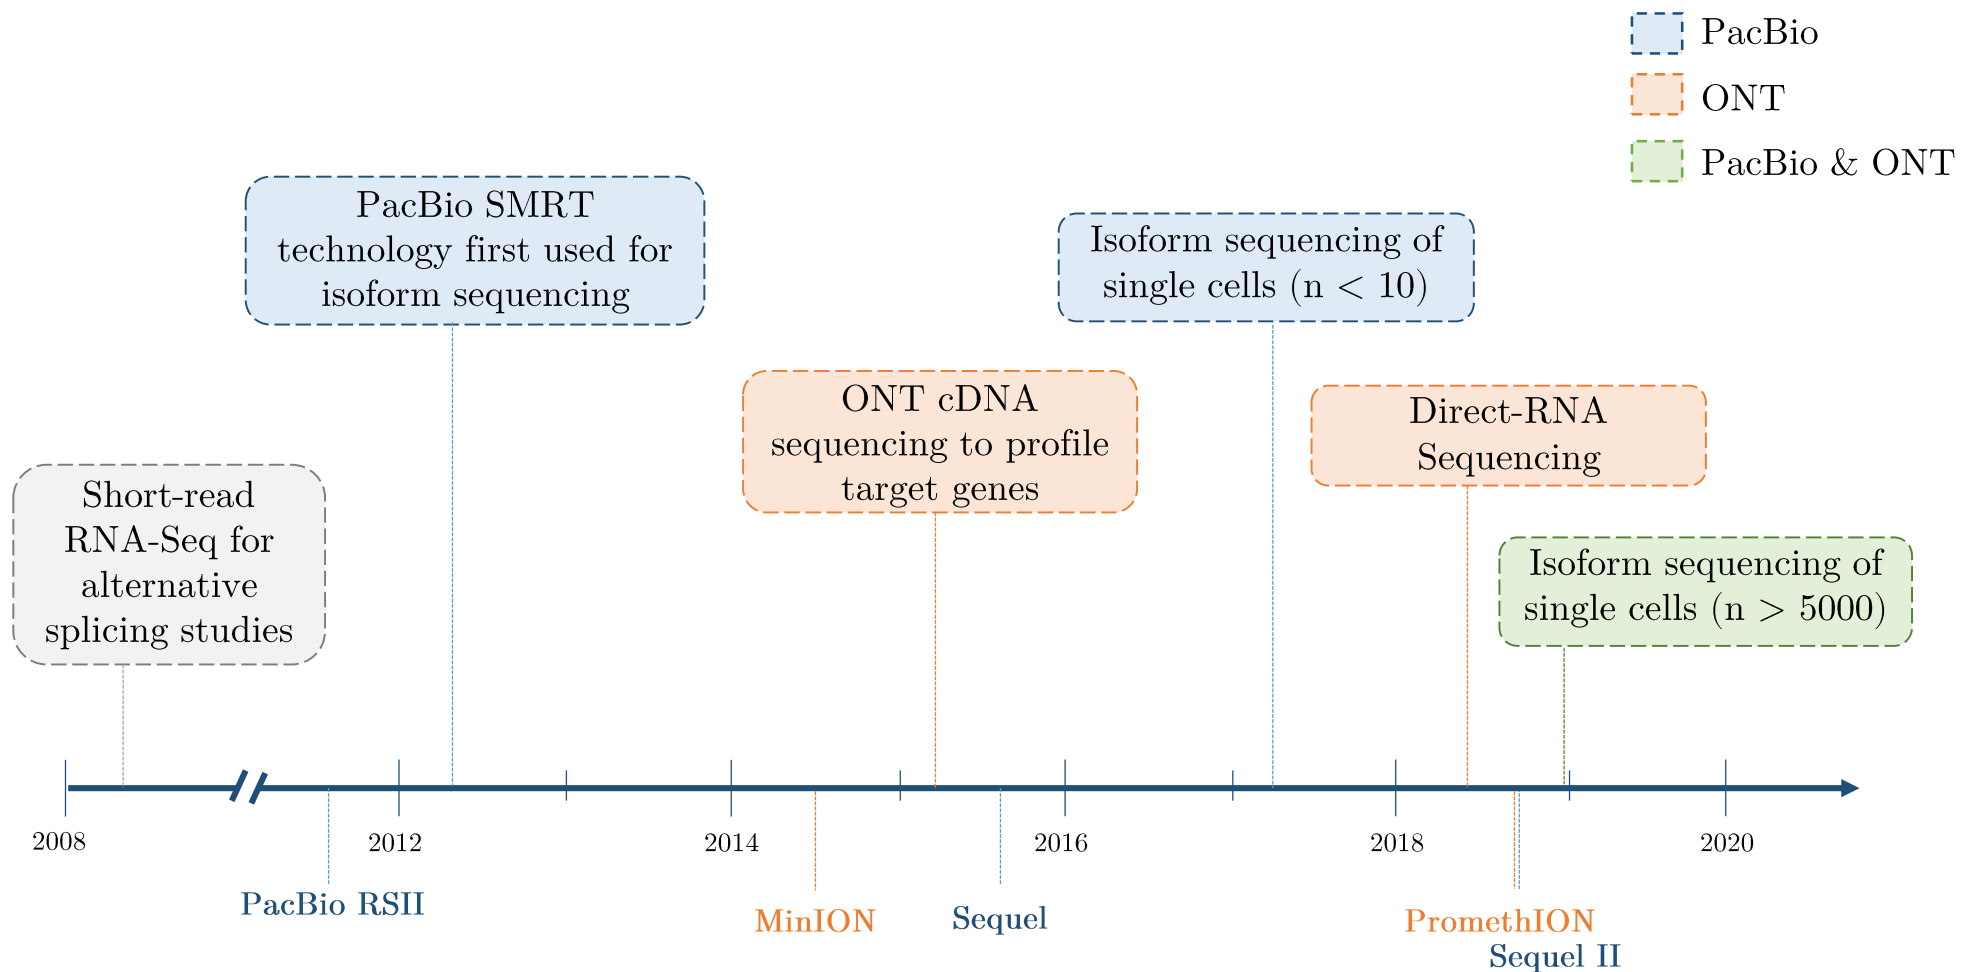 PacBio
ONT
PacBio & ONT
PacBio SMRT
technology first used for
isoform sequencing
Isoform sequencing of
single cells (n < 10)
ONT cDNA
sequencing to profile
target genes
Direct-RNA
Sequencing
Short-read
RNA-Seq for
alternative
splicing studies
Isoform sequencing of
single cells (n > 5000)
2008
2012
2014
2016
2018
2020
PacBio RSII
MinION
Sequel
PromethION
Sequel II